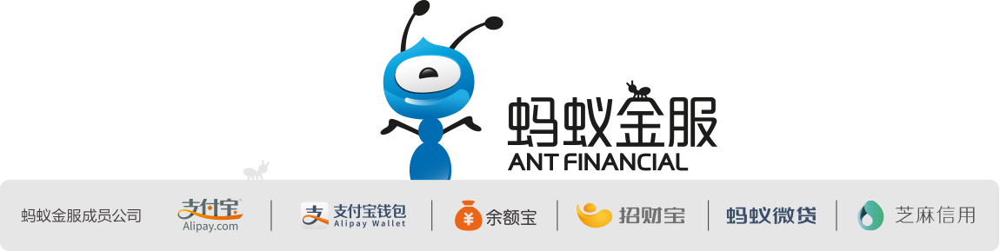 蚂蚁金服
ANT FINANCIAL
蚂蚁金服成员公司
支付宝
Alipay.com
支 支付宝钱包
Alipay Wallet
¥ 余额宝
招财宝
蚂蚁微贷
芝麻信用